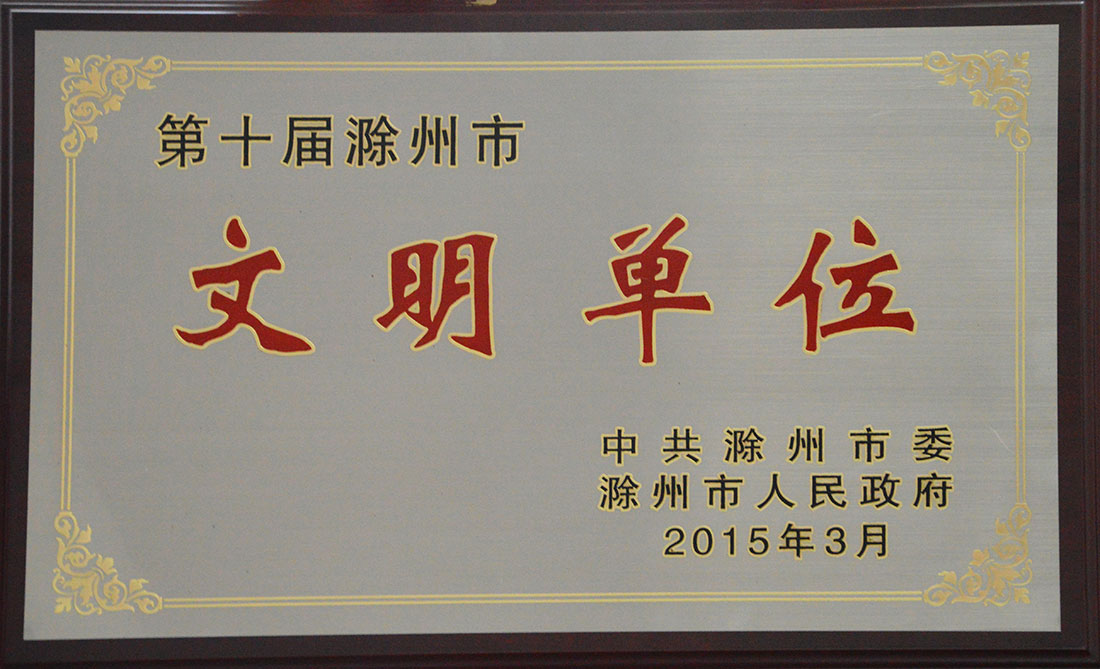 第十届滁州市
文明单位
中共滁州市委
滁州市人民政府
2015年3月